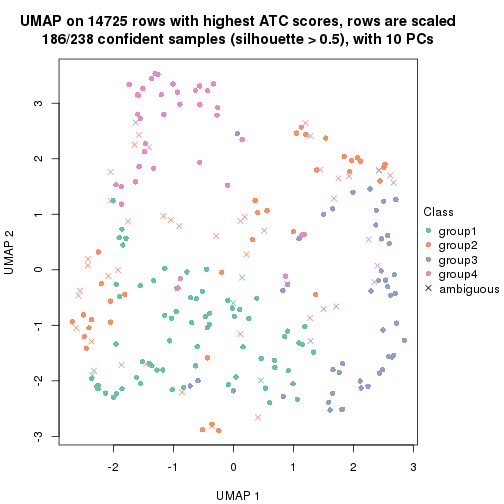 UMAP on 14725 rows with highest ATC scores, rows are scaled
186/238 confident samples (silhouette > 0.5), with 10 PCs
3
2
1
0
-1
-2
-3
UMAP 2
-2
-1
0
1
2
3
UMAP 1
Class
group1
group2
group3
group4
ambiguous